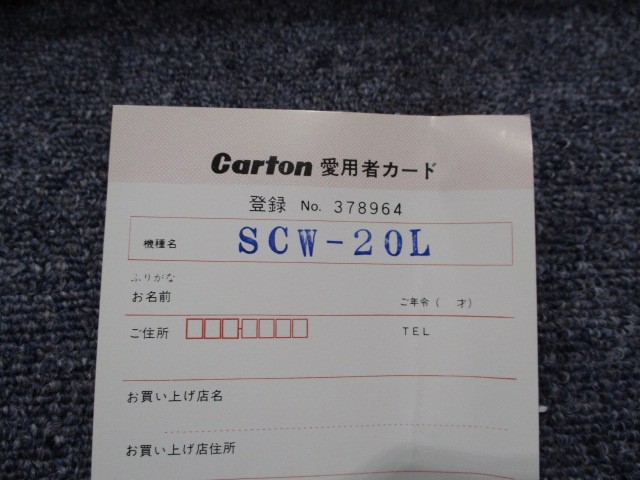 Carton 愛用者カード
登録 No. 378964
機種名 SCW-20L
ふりがな
お名前 ご年令( 才)
ご住所 TEL
お買い上げ店名
お買い上げ店住所